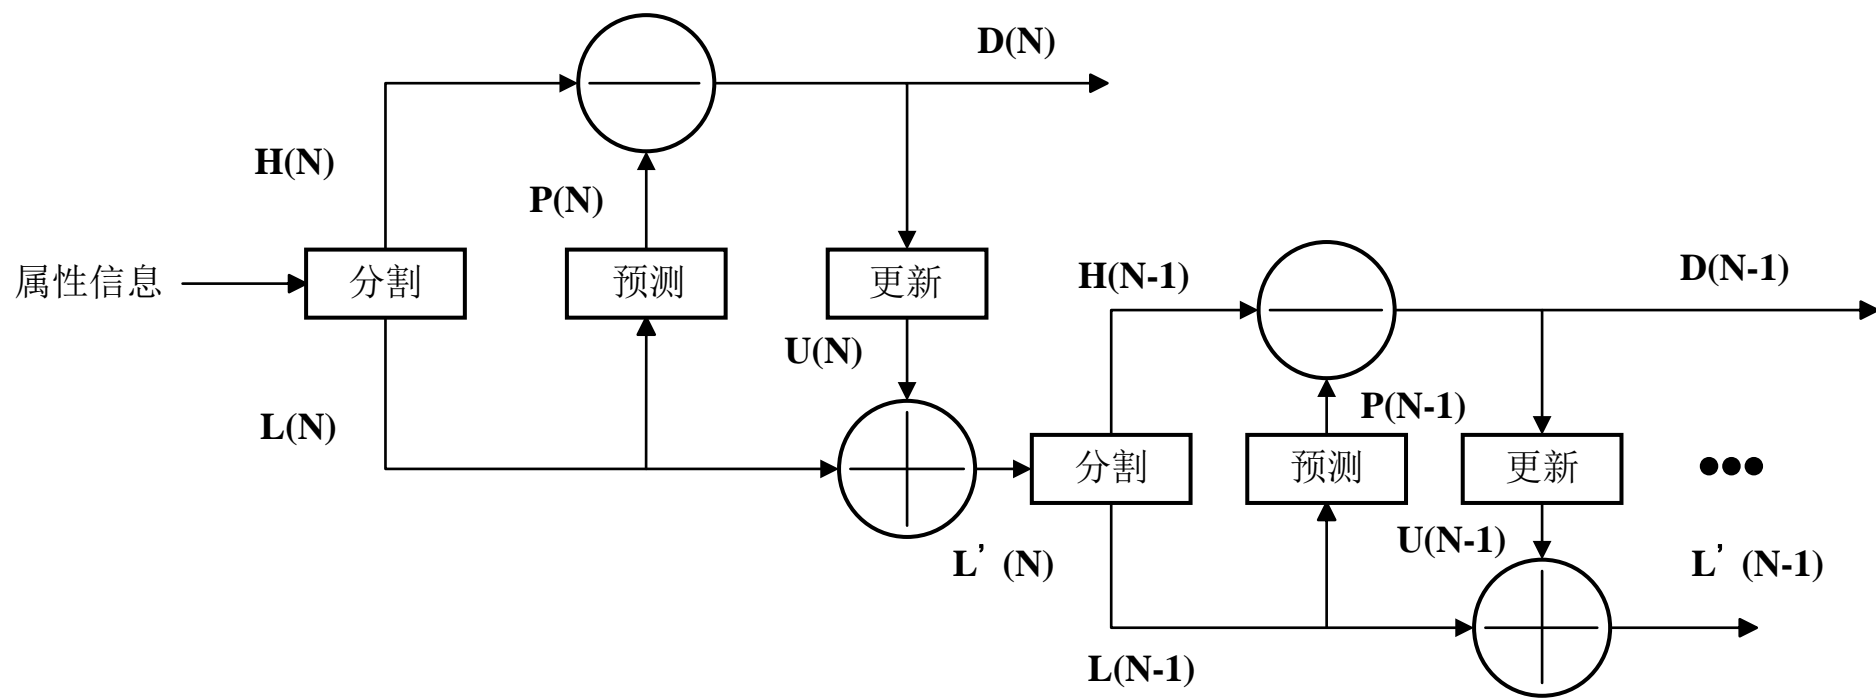 D(N)
H(N)
P(N)
属性信息
分割
预测
更新
H(N-1)
D(N-1)
U(N)
L(N)
P(N-1)
分割
预测
更新
●●●
U(N-1)
L’ (N)
L’ (N-1)
L(N-1)